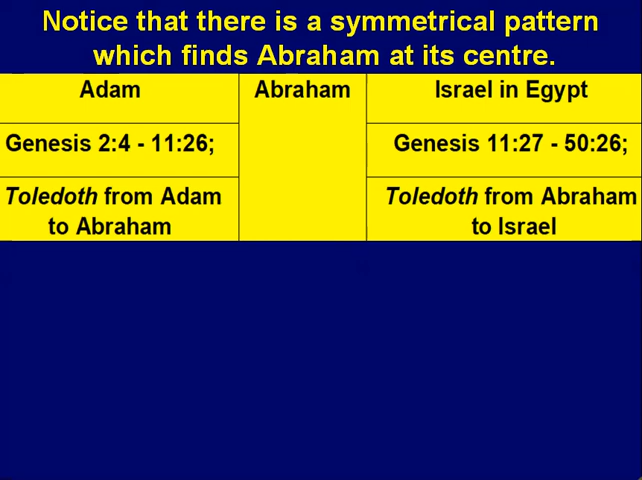 Notice that there is a symmetrical pattern
which finds Abraham at its centre.
Adam
Abraham
Israel in Egypt
Genesis 2:4 - 11:26;
Genesis 11:27 - 50:26;
Toledoth from Adam
to Abraham
Toledoth from Abraham
to Israel